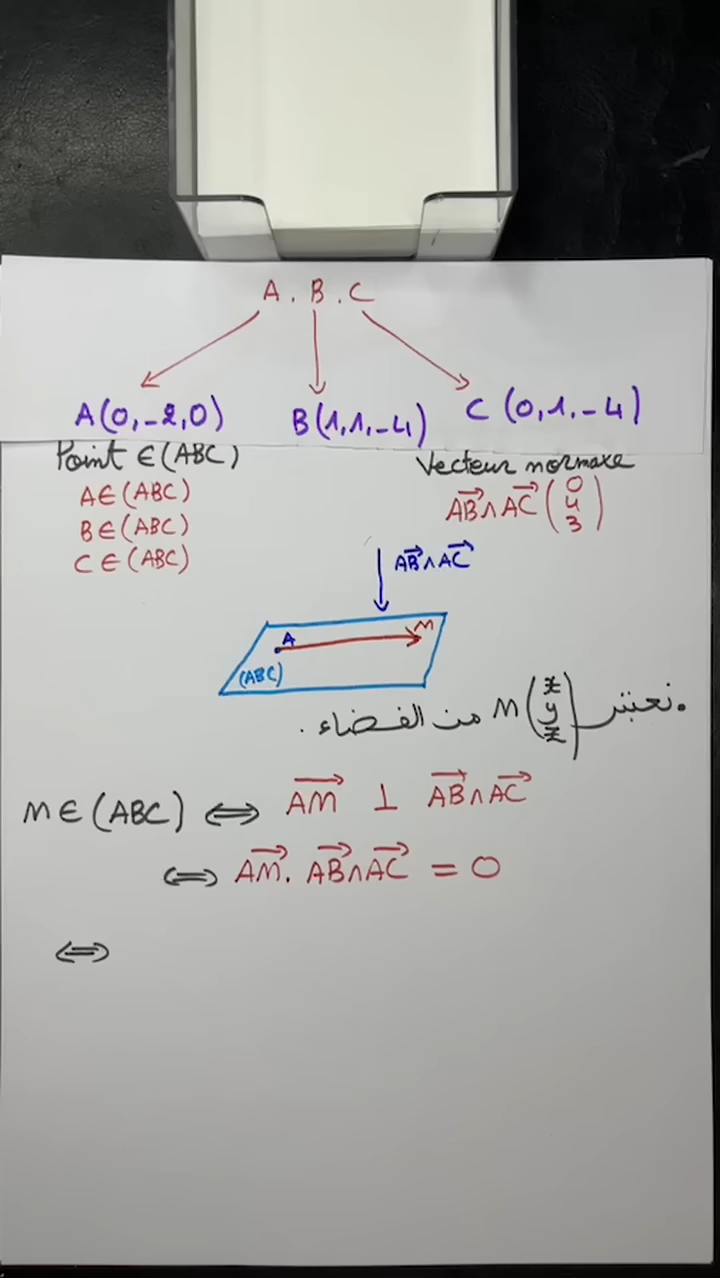 A . B . C
A(0,-2,0) B(1,1,-4) C (0,1,-4)
Point ∈(ABC) Vecteur normale
A∈(ABC)
B∈(ABC)
C∈(ABC)
AB∧AC (0 4 3)
AB∧AC
A M
(ABC)
. نعتبر M(x y z) من الفضاء .
M∈(ABC) ⟺ AM ⊥ AB∧AC
⟺ AM. AB∧AC = 0
⟺